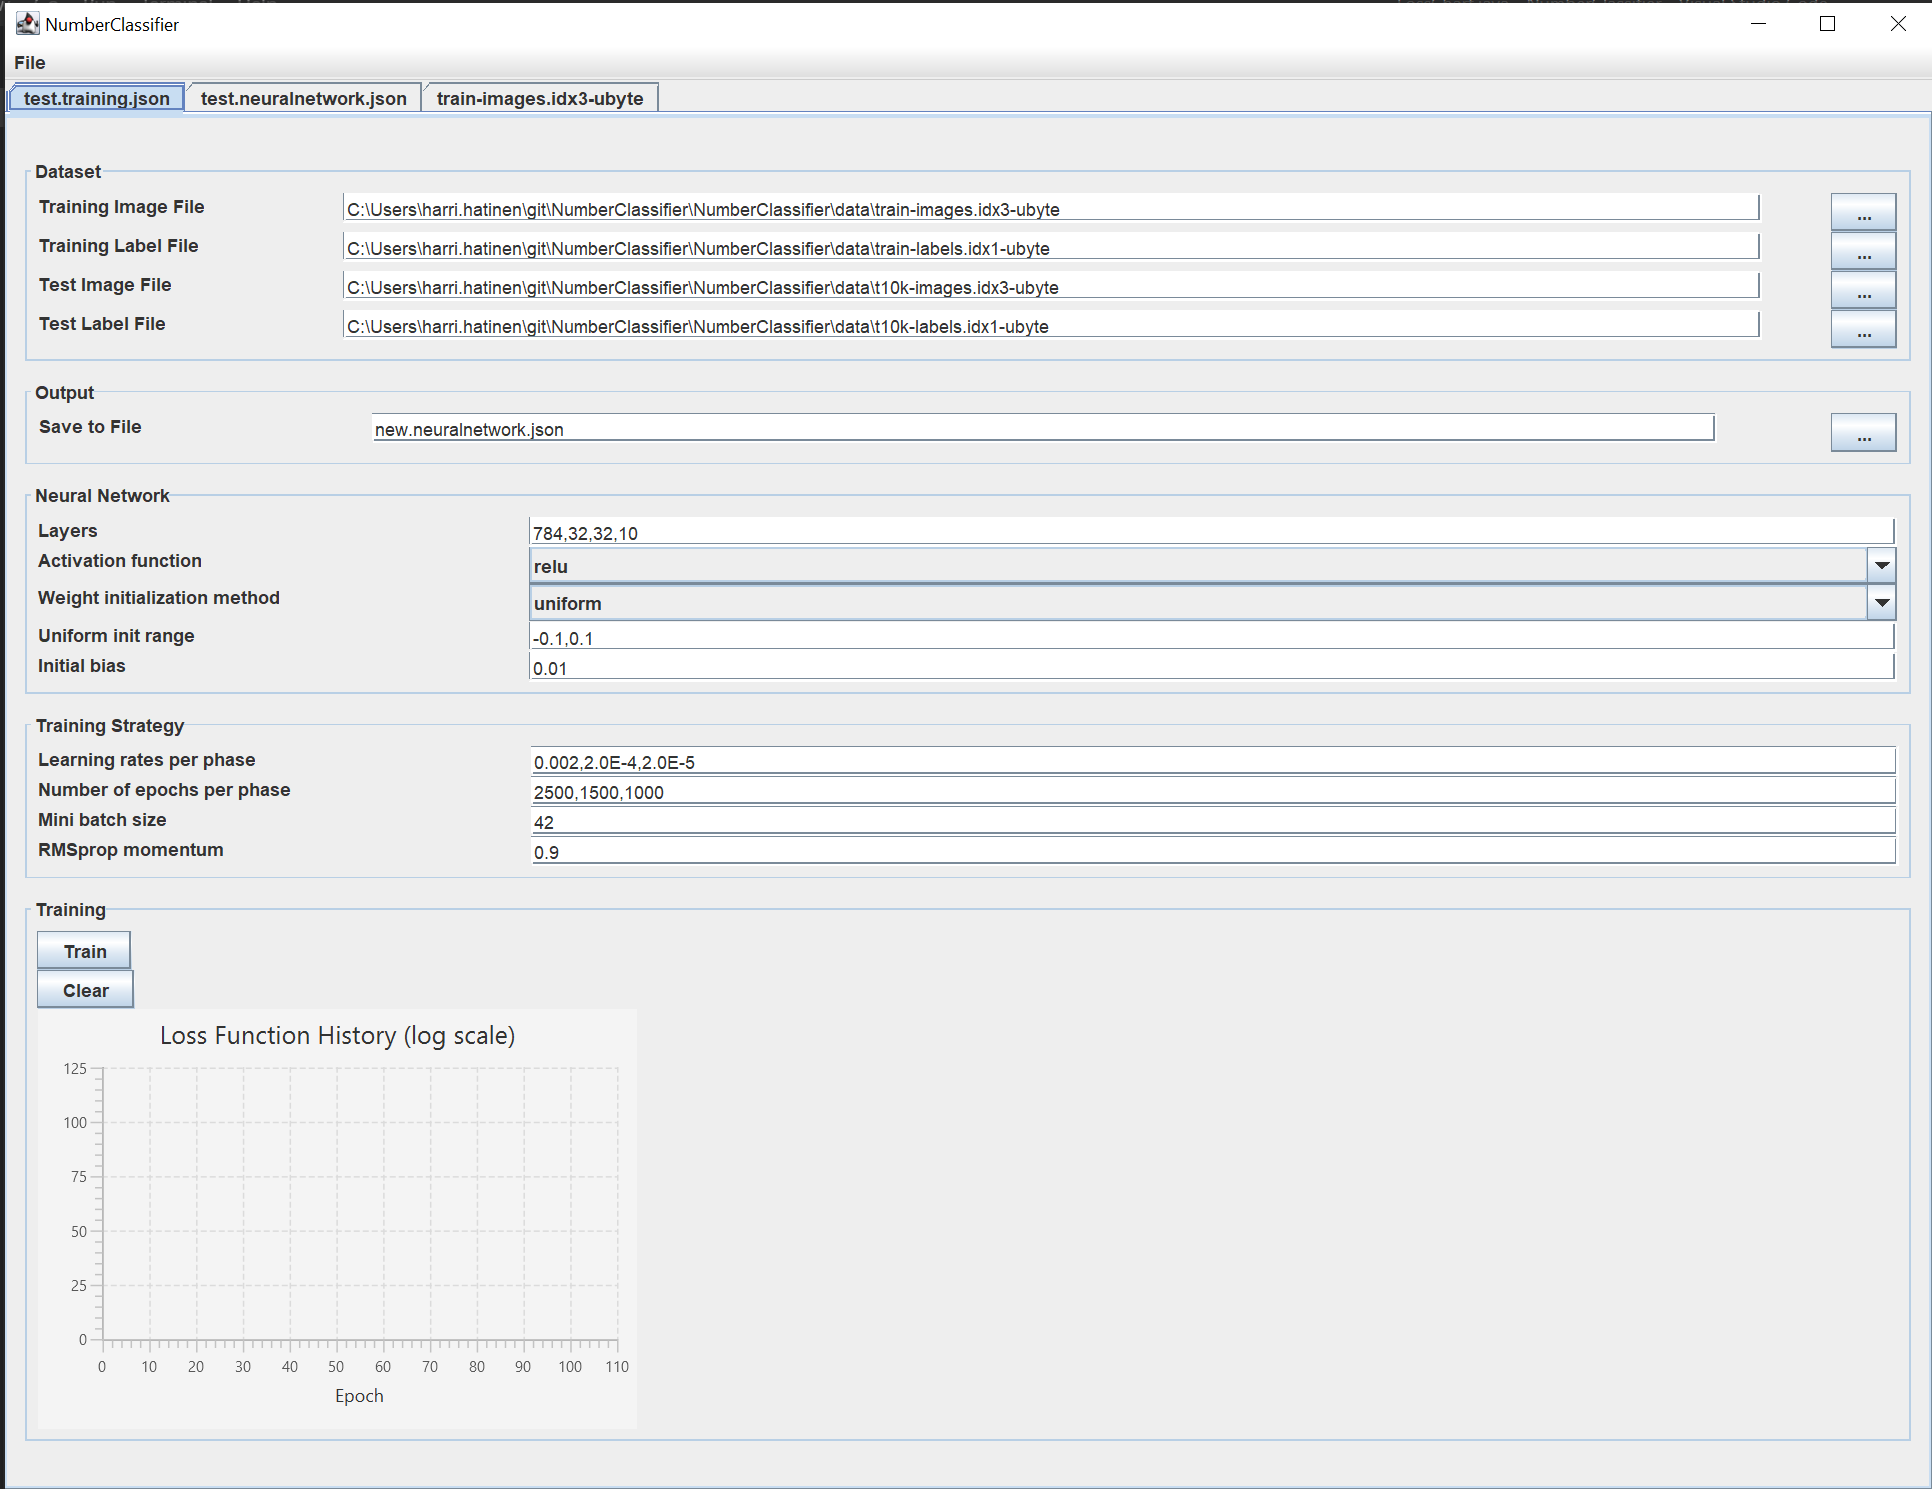 NumberClassifier
File
test.training.json test.neuralnetwork.json train-images.idx3-ubyte
Dataset
Training Image File C:\Users\harri.hatinen\git\NumberClassifier\NumberClassifier\data\train-images.idx3-ubyte ...
Training Label File C:\Users\harri.hatinen\git\NumberClassifier\NumberClassifier\data\train-labels.idx1-ubyte ...
Test Image File C:\Users\harri.hatinen\git\NumberClassifier\NumberClassifier\data\t10k-images.idx3-ubyte ...
Test Label File C:\Users\harri.hatinen\git\NumberClassifier\NumberClassifier\data\t10k-labels.idx1-ubyte ...
Output
Save to File new.neuralnetwork.json ...
Neural Network
Layers 784,32,32,10
Activation function relu
Weight initialization method uniform
Uniform init range -0.1,0.1
Initial bias 0.01
Training Strategy
Learning rates per phase 0.002,2.0E-4,2.0E-5
Number of epochs per phase 2500,1500,1000
Mini batch size 42
RMSprop momentum 0.9
Training
Train
Clear
Loss Function History (log scale)
125
100
75
50
25
0
0 10 20 30 40 50 60 70 80 90 100 110
Epoch